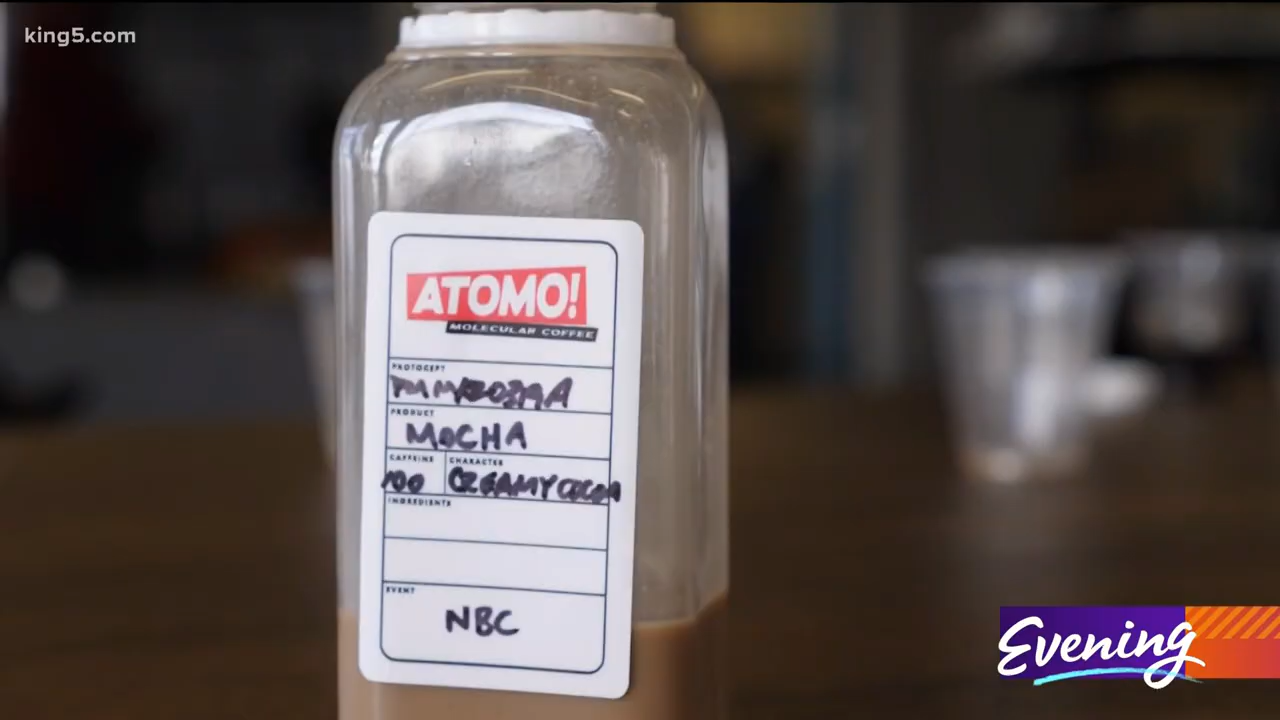 king5.com
ATOMO!
MOLECULAR COFFEE
PROTOCEPT
PRODUCT
MOCHA
CAFFEINE CHARACTER
100 CREAMY COCOA
INGREDIENTS
EVENT
NBC
Evening